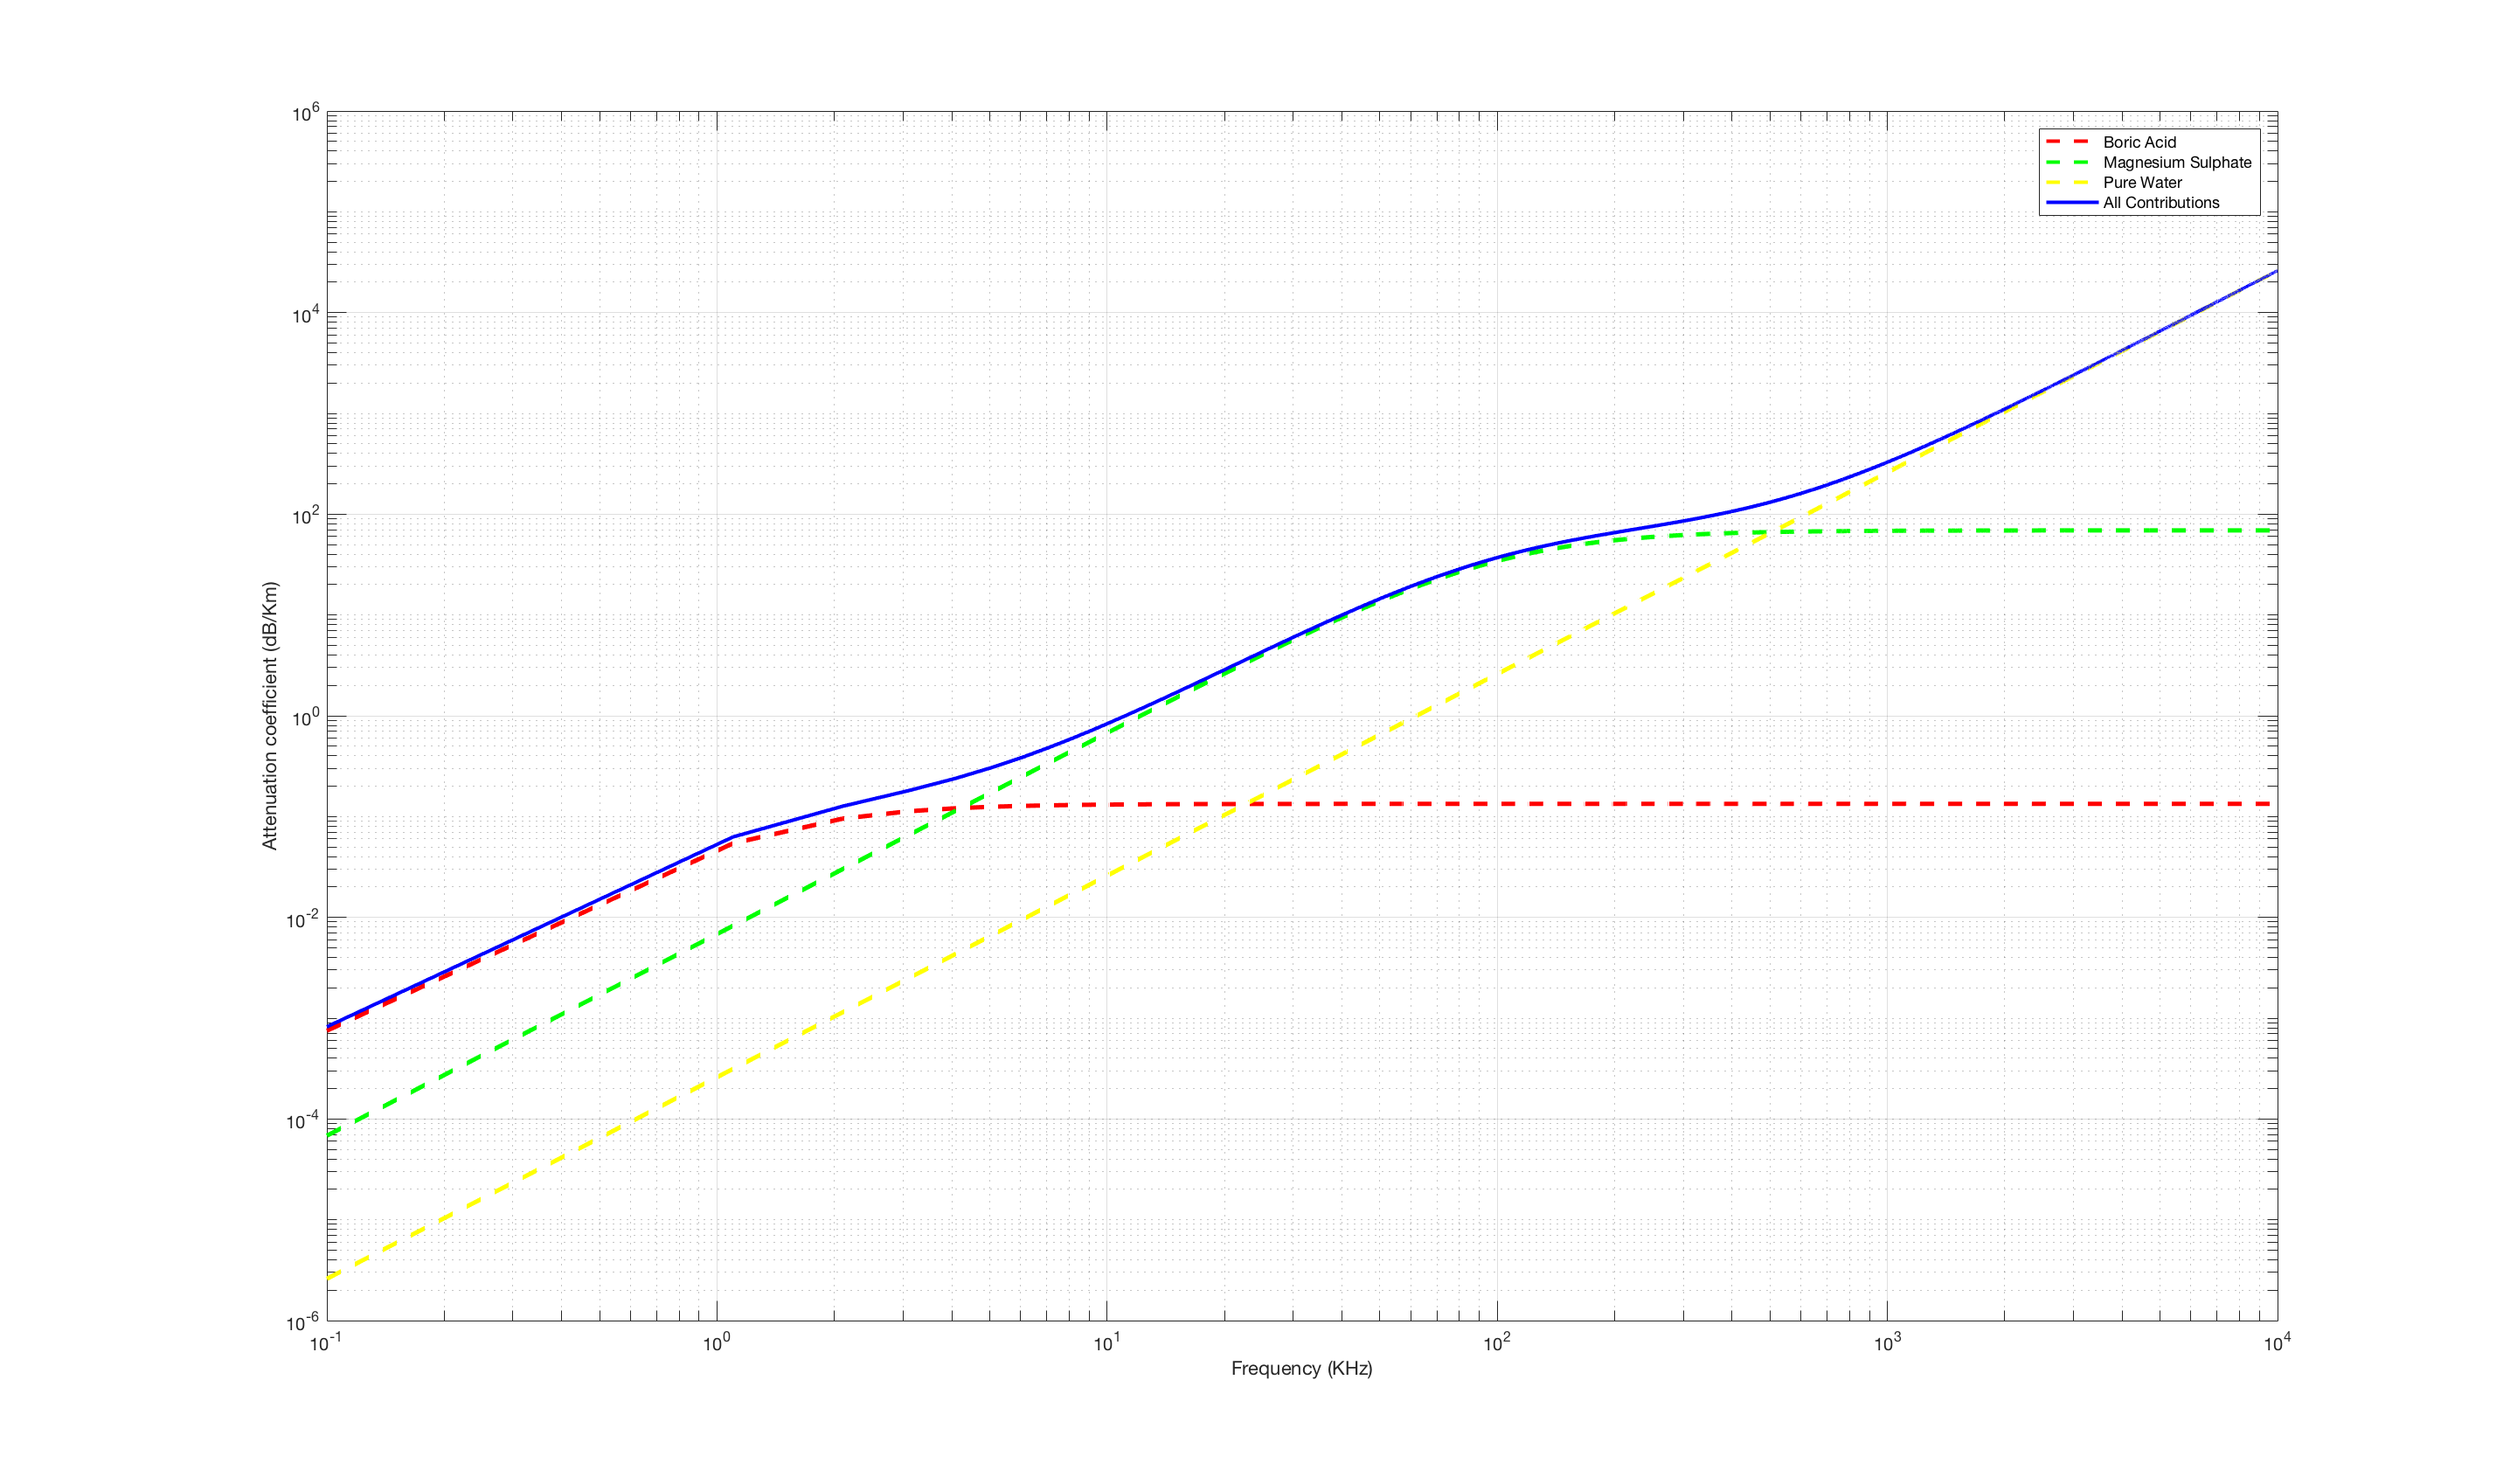 10^6
10^4
10^2
10^0
10^-2
10^-4
10^-6
Attenuation coefficient (dB/Km)
Boric Acid
Magnesium Sulphate
Pure Water
All Contributions
10^-1 10^0 10^1 10^2 10^3 10^4
Frequency (KHz)